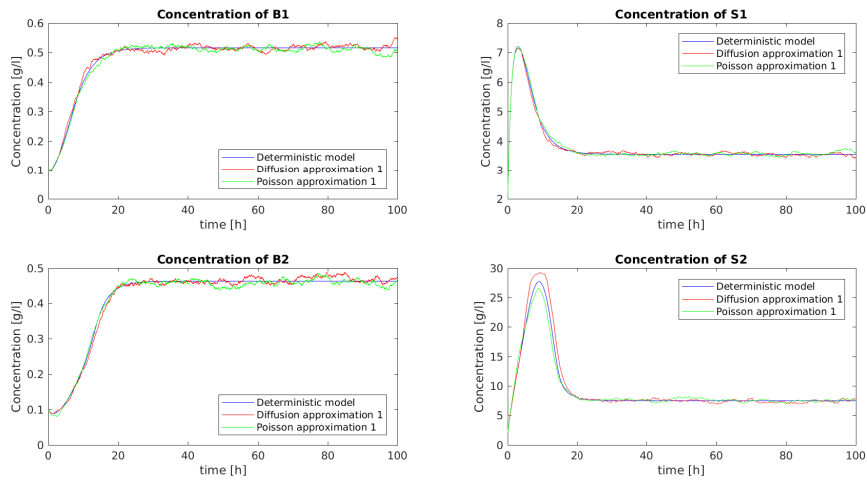 Concentration of B1
Concentration [g/l]
0.6
0.5
0.4
0.3
0.2
0.1
0
0 20 40 60 80 100
time [h]
Deterministic model
Diffusion approximation 1
Poisson approximation 1
Concentration of S1
Concentration [g/l]
8
7
6
5
4
3
2
0 20 40 60 80 100
time [h]
Deterministic model
Diffusion approximation 1
Poisson approximation 1
Concentration of B2
Concentration [g/l]
0.5
0.4
0.3
0.2
0.1
0
0 20 40 60 80 100
time [h]
Deterministic model
Diffusion approximation 1
Poisson approximation 1
Concentration of S2
Concentration [g/l]
30
25
20
15
10
5
0
0 20 40 60 80 100
time [h]
Deterministic model
Diffusion approximation 1
Poisson approximation 1